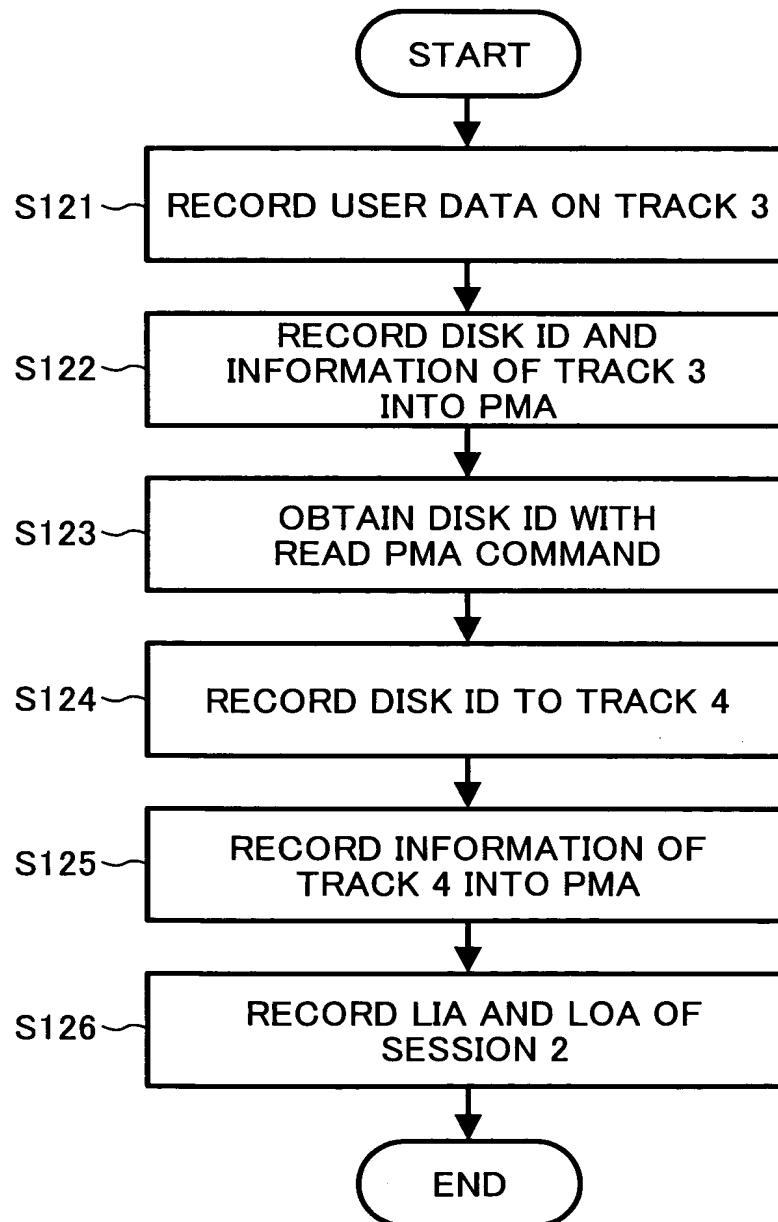 START
S121 RECORD USER DATA ON TRACK 3
RECORD DISK ID AND
S122 INFORMATION OF TRACK 3
INTO PMA
S123 OBTAIN DISK ID WITH
READ PMA COMMAND
S124 RECORD DISK ID TO TRACK 4
S125 RECORD INFORMATION OF
TRACK 4 INTO PMA
S126 RECORD LIA AND LOA OF
SESSION 2
END